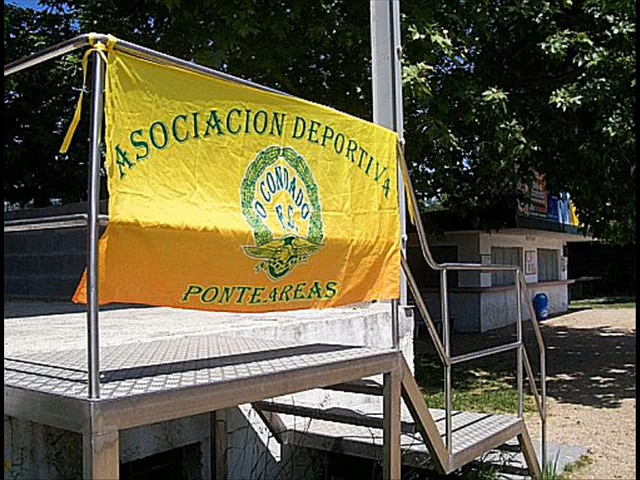 ASOCIACION DEPORTIVA
O CONDADO
F.C.
PONTEAREAS